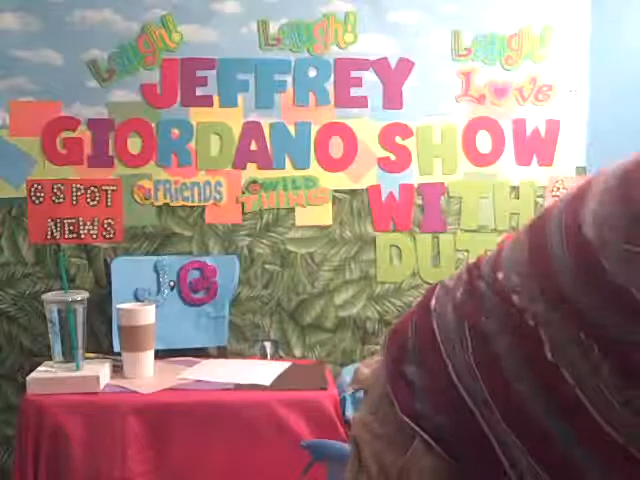 Laugh! Laugh! Laugh!
JEFFREY Love
GIORDANO SHOW
G SPOT FRIENDS WILD
NEWS THING WITH
JG